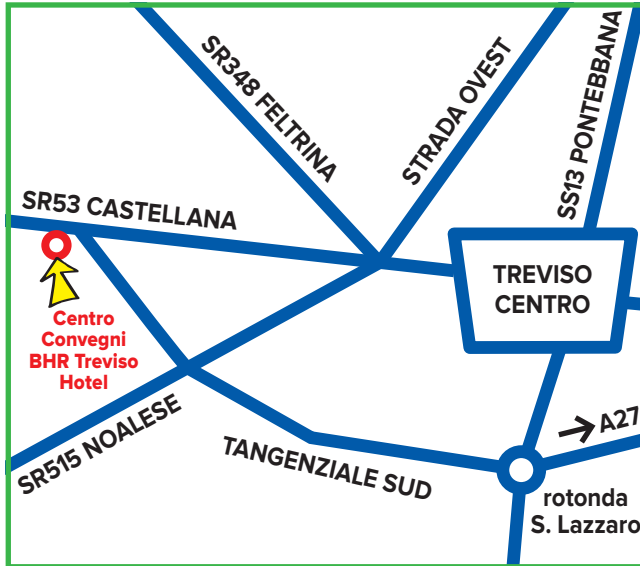 SR348 FELTRINA
STRADA OVEST
SS13 PONTEBBANA
SR53 CASTELLANA
TREVISO
CENTRO
Centro
Convegni
BHR Treviso
Hotel
SR515 NOALESE
TANGENZIALE SUD
A27
rotonda
S. Lazzaro